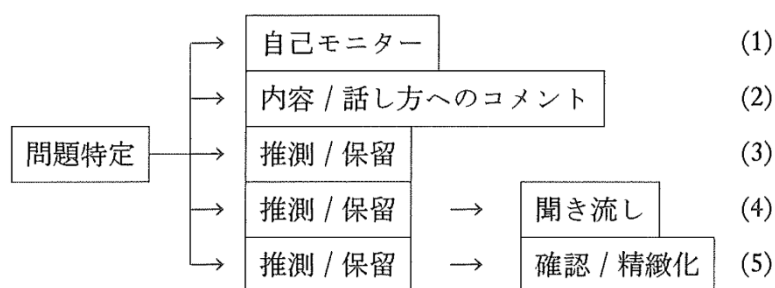 自己モニター (1)
内容 / 話し方へのコメント (2)
問題特定 推測 / 保留 (3)
推測 / 保留 聞き流し (4)
推測 / 保留 確認 / 精緻化 (5)